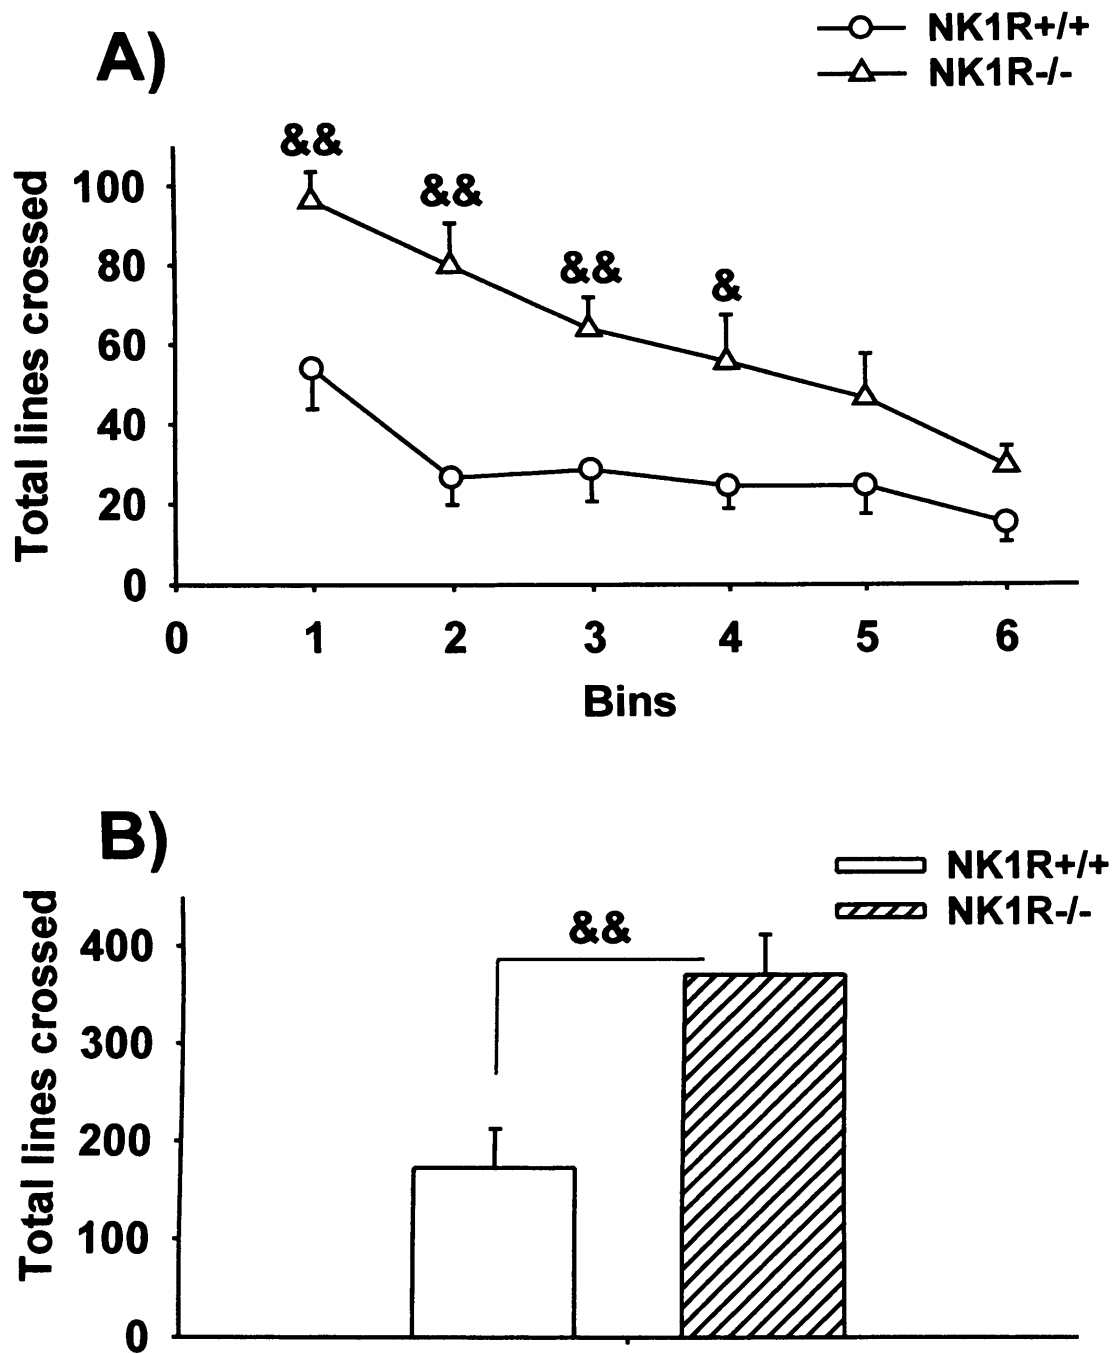 A)
NK1R+/+
NK1R-/-
&&
&&
&&
&
Total lines crossed
100
80
60
40
20
0
0 1 2 3 4 5 6
Bins
B)
NK1R+/+
NK1R-/-
&&
Total lines crossed
400
300
200
100
0